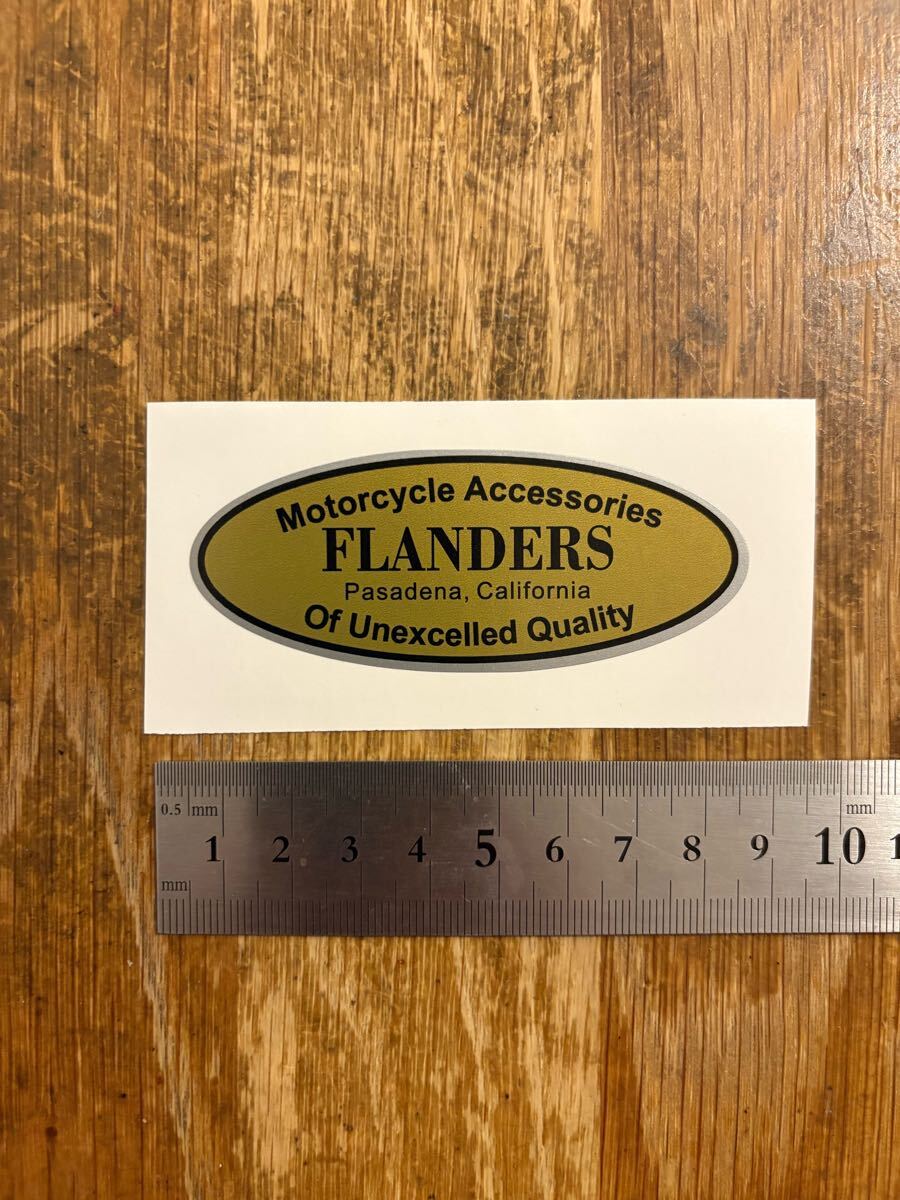 Motorcycle Accessories
FLANDERS
Pasadena, California
Of Unexcelled Quality
0.5 mm
mm
1 2 3 4 5 6 7 8 9 10
mm